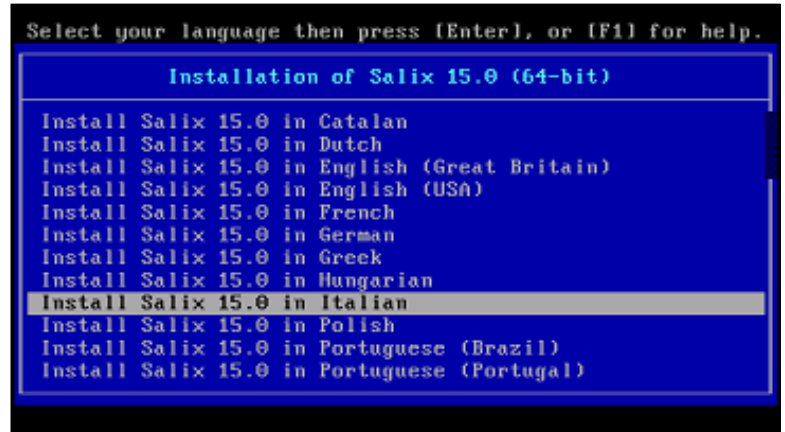 Select your language then press [Enter], or [F1] for help.
Installation of Salix 15.0 (64-bit)
Install Salix 15.0 in Catalan
Install Salix 15.0 in Dutch
Install Salix 15.0 in English (Great Britain)
Install Salix 15.0 in English (USA)
Install Salix 15.0 in French
Install Salix 15.0 in German
Install Salix 15.0 in Greek
Install Salix 15.0 in Hungarian
Install Salix 15.0 in Italian
Install Salix 15.0 in Polish
Install Salix 15.0 in Portuguese (Brazil)
Install Salix 15.0 in Portuguese (Portugal)